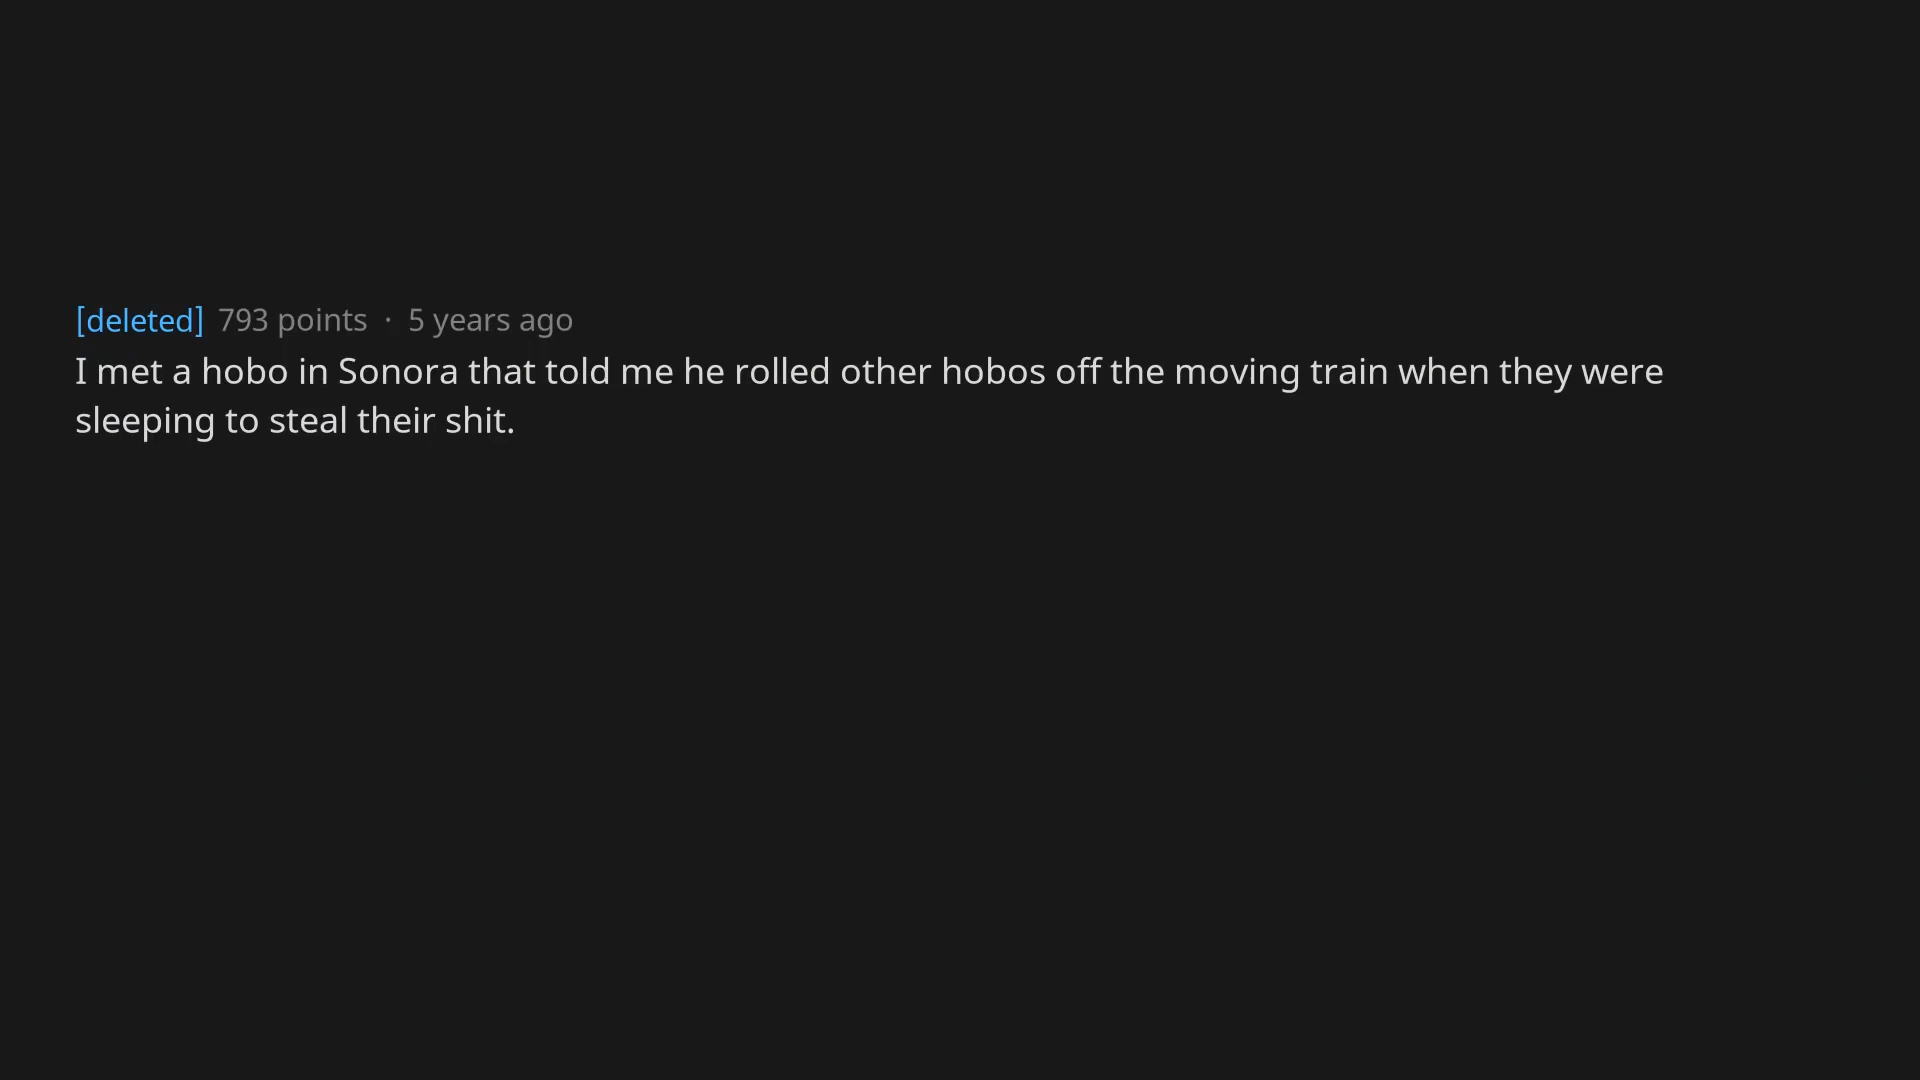 [deleted] 793 points · 5 years ago
I met a hobo in Sonora that told me he rolled other hobos off the moving train when they were
sleeping to steal their shit.